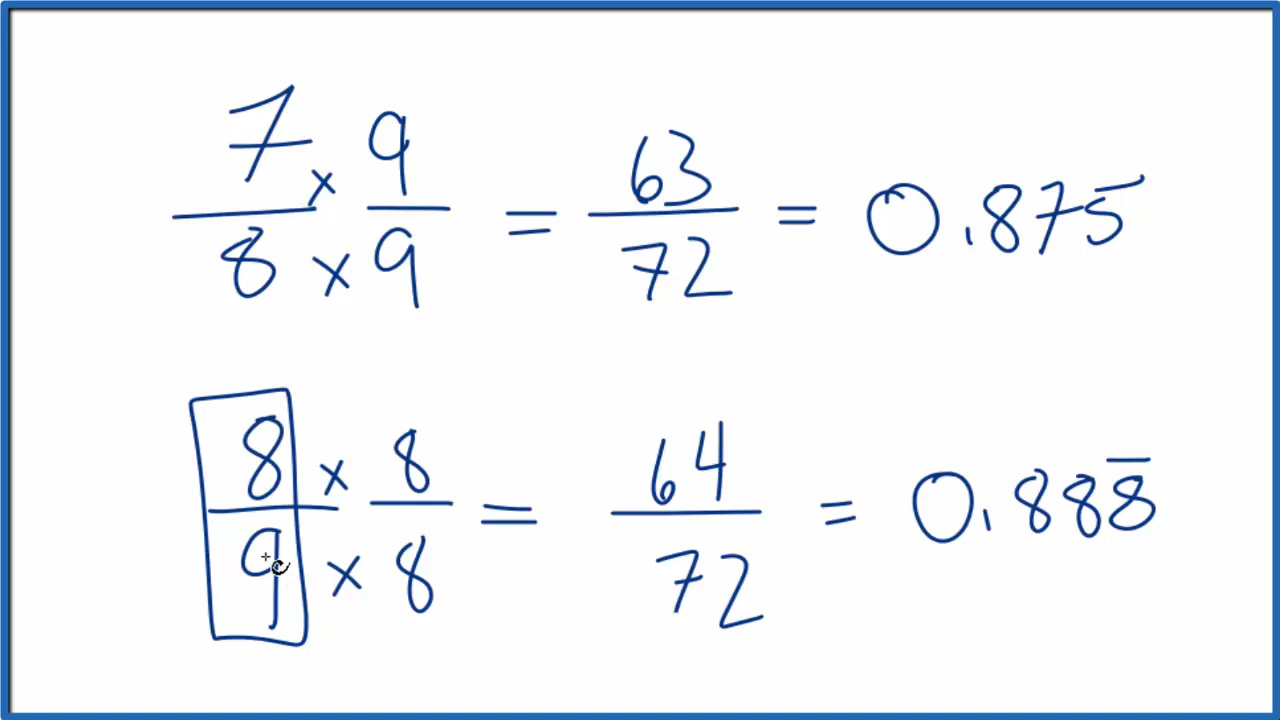 7/8 × 9/9 = 63/72 = 0.875
8/9 × 8/8 = 64/72 = 0.888̅